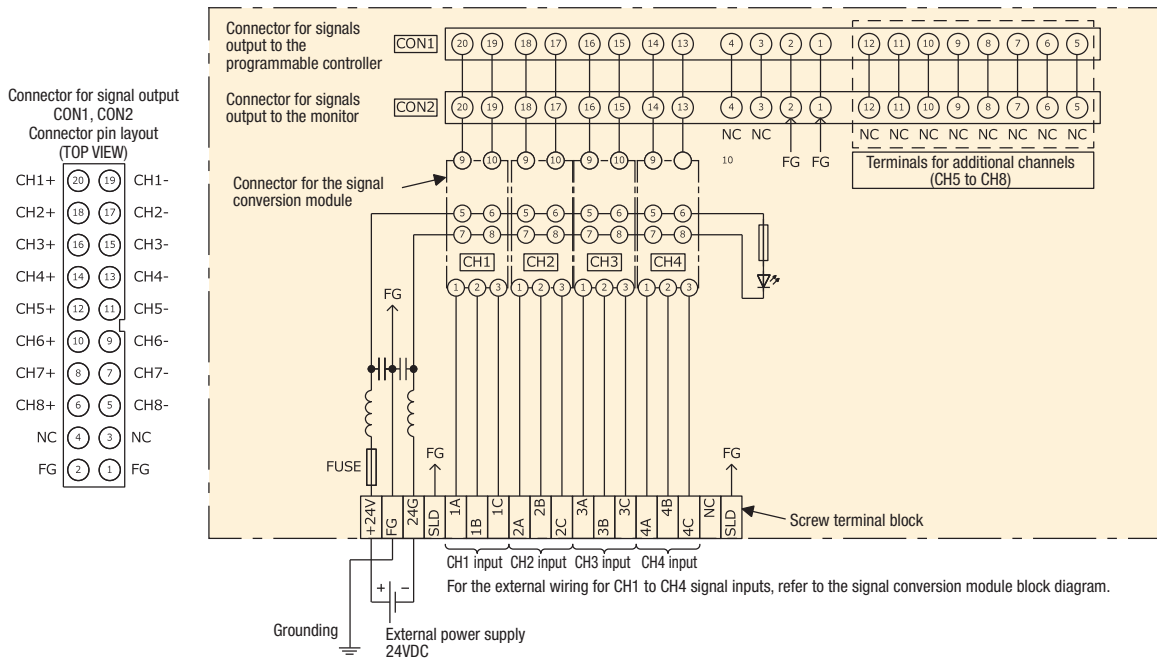 Connector for signals
output to the
programmable controller
CON1
20 19 18 17 16 15 14 13 4 3 2 1 12 11 10 9 8 7 6 5
Connector for signals
output to the monitor
CON2
20 19 18 17 16 15 14 13 4 3 2 1 12 11 10 9 8 7 6 5
NC NC FG FG NC NC NC NC NC NC NC NC
Terminals for additional channels
(CH5 to CH8)
Connector for the signal
conversion module
9 10 9 10 9 10 9 10
5 6 5 6 5 6 5 6
7 8 7 8 7 8 7 8
CH1 CH2 CH3 CH4
1 2 3 1 2 3 1 2 3 1 2 3
FG
FUSE
FG
FG
+24V FG 24G SLD 1A 1B 1C 2A 2B 2C 3A 3B 3C 4A 4B 4C NC SLD
Screw terminal block
CH1 input CH2 input CH3 input CH4 input
For the external wiring for CH1 to CH4 signal inputs, refer to the signal conversion module block diagram.
+ −
Grounding
External power supply
24VDC
Connector for signal output
CON1, CON2
Connector pin layout
(TOP VIEW)
CH1+ 20 19 CH1-
CH2+ 18 17 CH2-
CH3+ 16 15 CH3-
CH4+ 14 13 CH4-
CH5+ 12 11 CH5-
CH6+ 10 9 CH6-
CH7+ 8 7 CH7-
CH8+ 6 5 CH8-
NC 4 3 NC
FG 2 1 FG